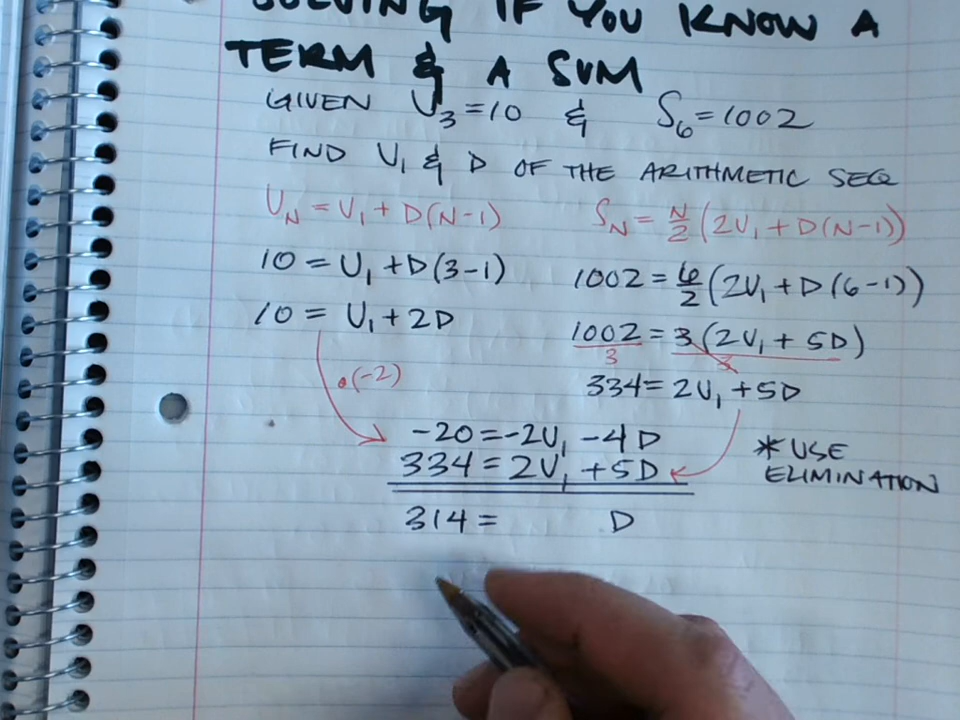 SOLVING IF YOU KNOW A
TERM & A SUM
GIVEN U₃=10 & S₆=1002
FIND U₁ & D OF THE ARITHMETIC SEQ
Uɴ = U₁ + D(N-1)
Sɴ = N/2 (2U₁ + D(N-1))
10 = U₁ + D(3-1)
1002 = 6/2 (2U₁ + D(6-1))
10 = U₁ + 2D
1002/3 = 3(2U₁ + 5D)/3
•(-2)
334 = 2U₁ + 5D
-20 = -2U₁ - 4D
334 = 2U₁ + 5D
* USE
ELIMINATION
314 = D